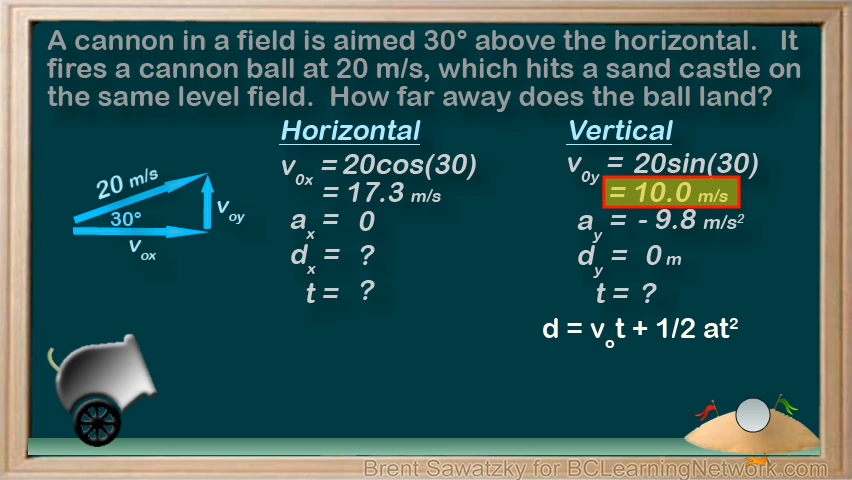 A cannon in a field is aimed 30° above the horizontal. It
fires a cannon ball at 20 m/s, which hits a sand castle on
the same level field. How far away does the ball land?
Horizontal
v₀ₓ = 20cos(30)
= 17.3 m/s
aₓ = 0
dₓ = ?
t = ?
Vertical
v₀y = 20sin(30)
= 10.0 m/s
ay = - 9.8 m/s²
dy = 0 m
t = ?
d = vₒt + 1/2 at²
20 m/s
30°
voy
vox
Brent Sawatzky for BCLearningNetwork.com